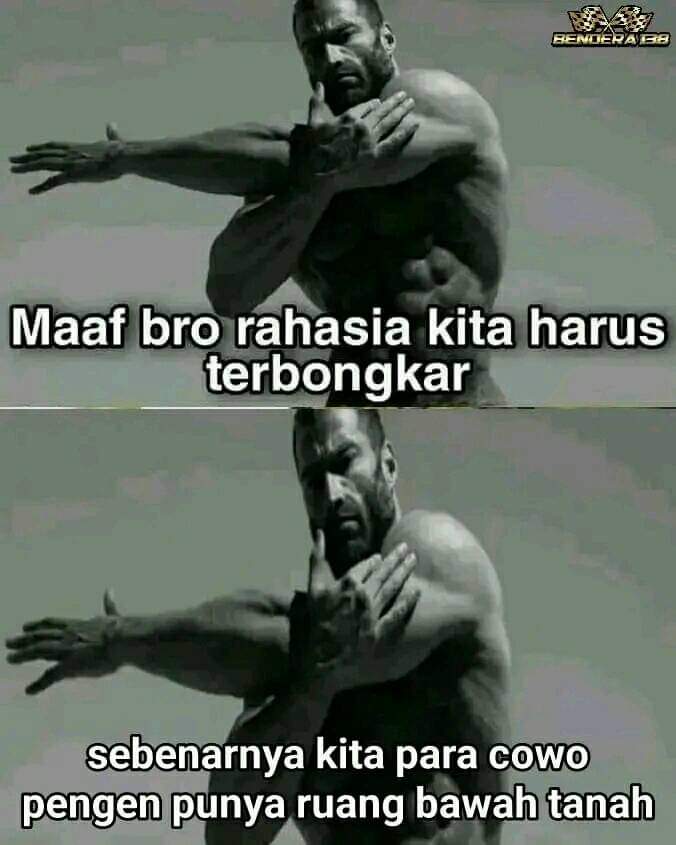 BENDERA138
Maaf bro rahasia kita harus
terbongkar
sebenarnya kita para cowo
pengen punya ruang bawah tanah